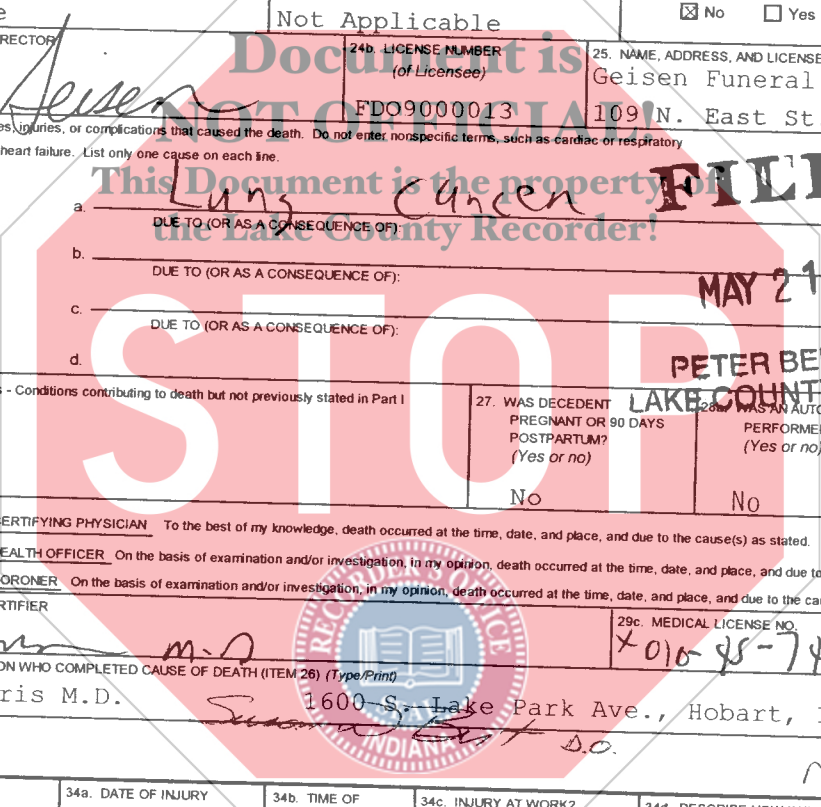 Not Applicable
No Yes
RECTOR
24b. LICENSE NUMBER
(of Licensee)
25. NAME, ADDRESS, AND LICENSE
Document is
Geisen
Geisen Funeral
FDO9000013
109 N. East St
NOT OFFICIAL!
es, injuries, or complications that caused the death. Do not enter nonspecific terms, such as cardiac or respiratory
heart failure. List only one cause on each line.
This Document is the property of
a. Lung Cancer
DUE TO (OR AS A CONSEQUENCE OF):
the Lake County Recorder!
b.
DUE TO (OR AS A CONSEQUENCE OF):
MAY 21
c.
DUE TO (OR AS A CONSEQUENCE OF):
STOP
d.
PETER BE
LAKE COUNT
- Conditions contributing to death but not previously stated in Part I
27. WAS DECEDENT
PREGNANT OR 90 DAYS
POSTPARTUM?
(Yes or no)
No
28a. WAS AN AUTO
PERFORME
(Yes or no)
No
ERTIFYING PHYSICIAN To the best of my knowledge, death occurred at the time, date, and place, and due to the cause(s) as stated.
EALTH OFFICER On the basis of examination and/or investigation, in my opinion, death occurred at the time, date, and place, and due to
ORONER On the basis of examination and/or investigation, in my opinion, death occurred at the time, date, and place, and due to the ca
RTIFIER
M.D
29c. MEDICAL LICENSE NO.
ON WHO COMPLETED CAUSE OF DEATH (ITEM 26) (Type/Print)
ris M.D. 1600 S. Lake Park Ave., Hobart,
D.O.
RECORDER'S OFFICE
SEAL
INDIANA
34a. DATE OF INJURY
34b. TIME OF
34c. INJURY AT WORK?